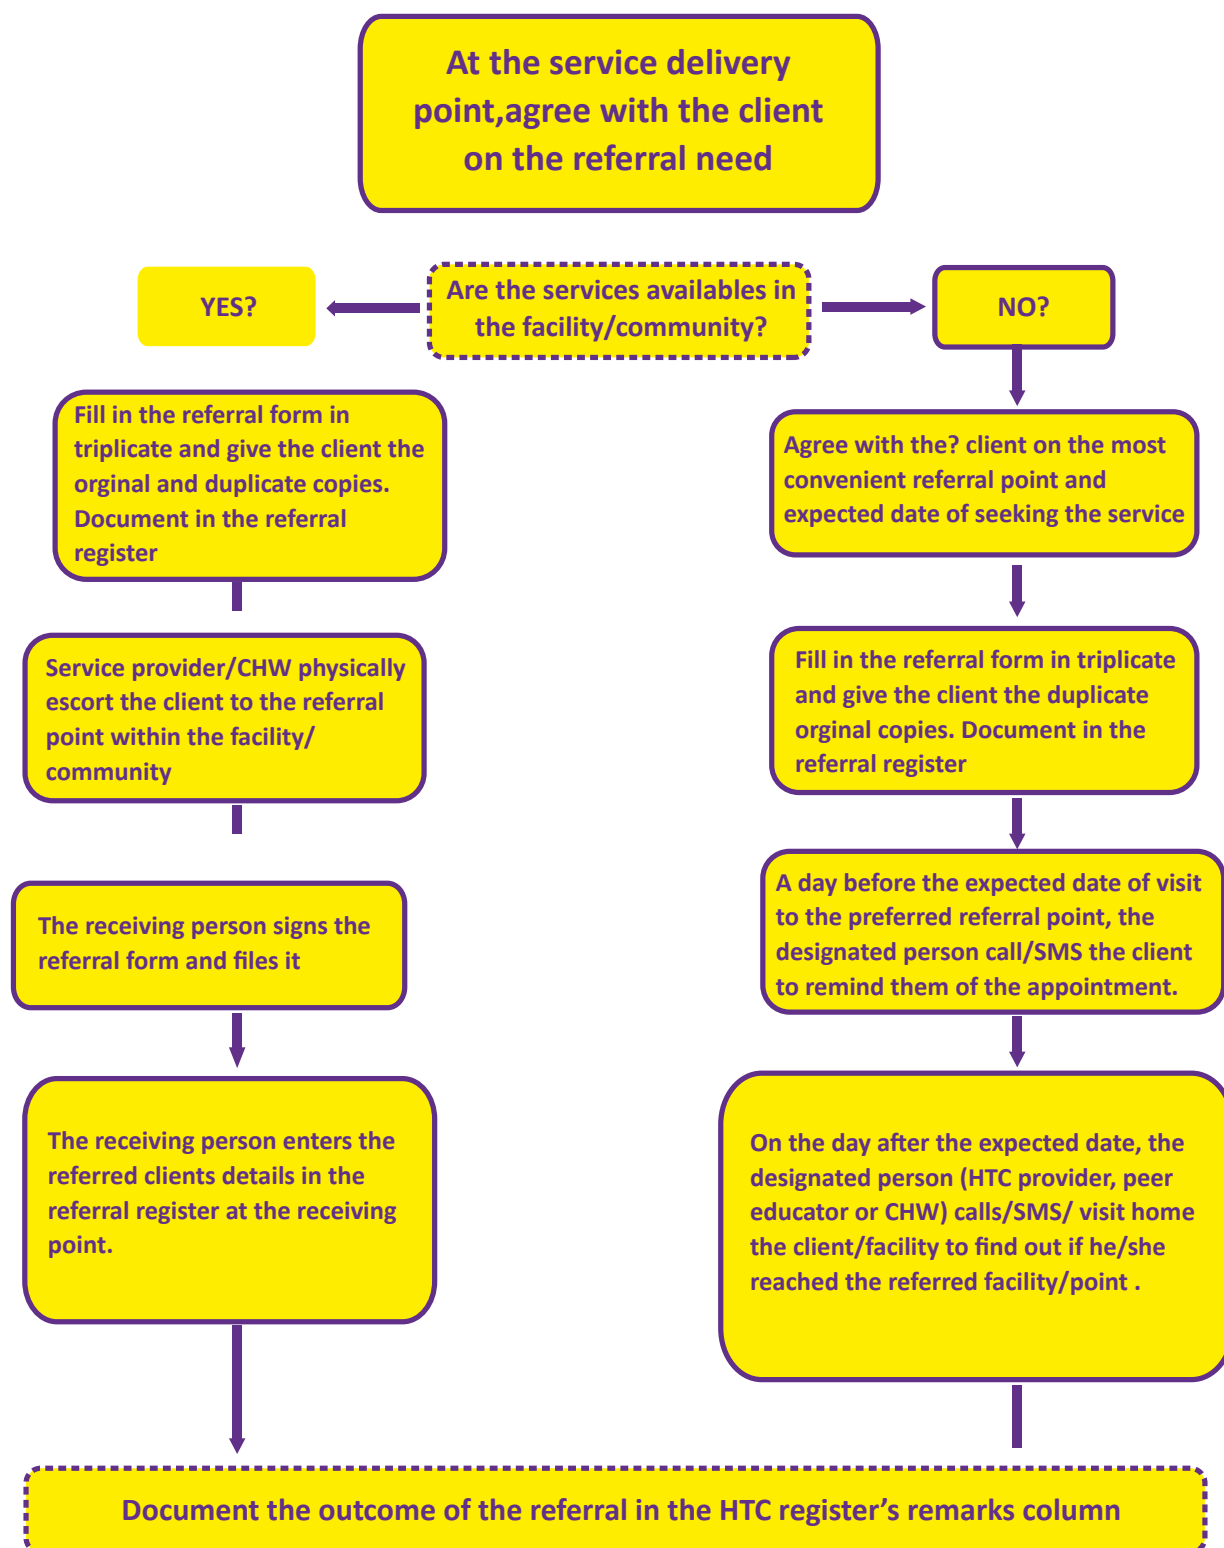 At the service delivery
point,agree with the client
on the referral need
Are the services availables in
the facility/community?
YES?
NO?
Fill in the referral form in
triplicate and give the client the
orginal and duplicate copies.
Document in the referral
register
Service provider/CHW physically
escort the client to the referral
point within the facility/
community
The receiving person signs the
referral form and files it
The receiving person enters the
referred clients details in the
referral register at the receiving
point.
Agree with the? client on the most
convenient referral point and
expected date of seeking the service
Fill in the referral form in triplicate
and give the client the duplicate
orginal copies. Document in the
referral register
A day before the expected date of visit
to the preferred referral point, the
designated person call/SMS the client
to remind them of the appointment.
On the day after the expected date, the
designated person (HTC provider, peer
educator or CHW) calls/SMS/ visit home
the client/facility to find out if he/she
reached the referred facility/point .
Document the outcome of the referral in the HTC register’s remarks column